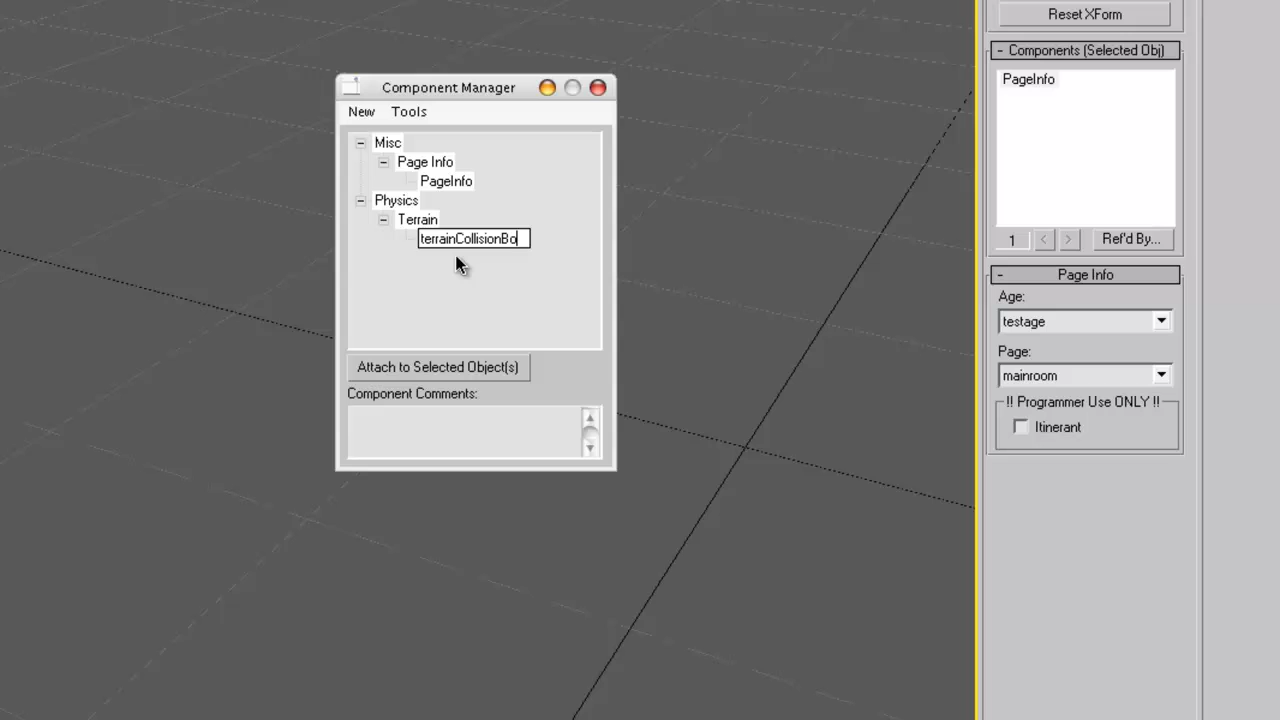 Reset XForm
- Components (Selected Obj)
PageInfo
Component Manager
New Tools
Misc
Page Info
PageInfo
Physics
Terrain
terrainCollisionBo
1 < > Ref'd By...
- Page Info
Age:
testage
Page:
mainroom
!! Programmer Use ONLY !!
Itinerant
Attach to Selected Object(s)
Component Comments: